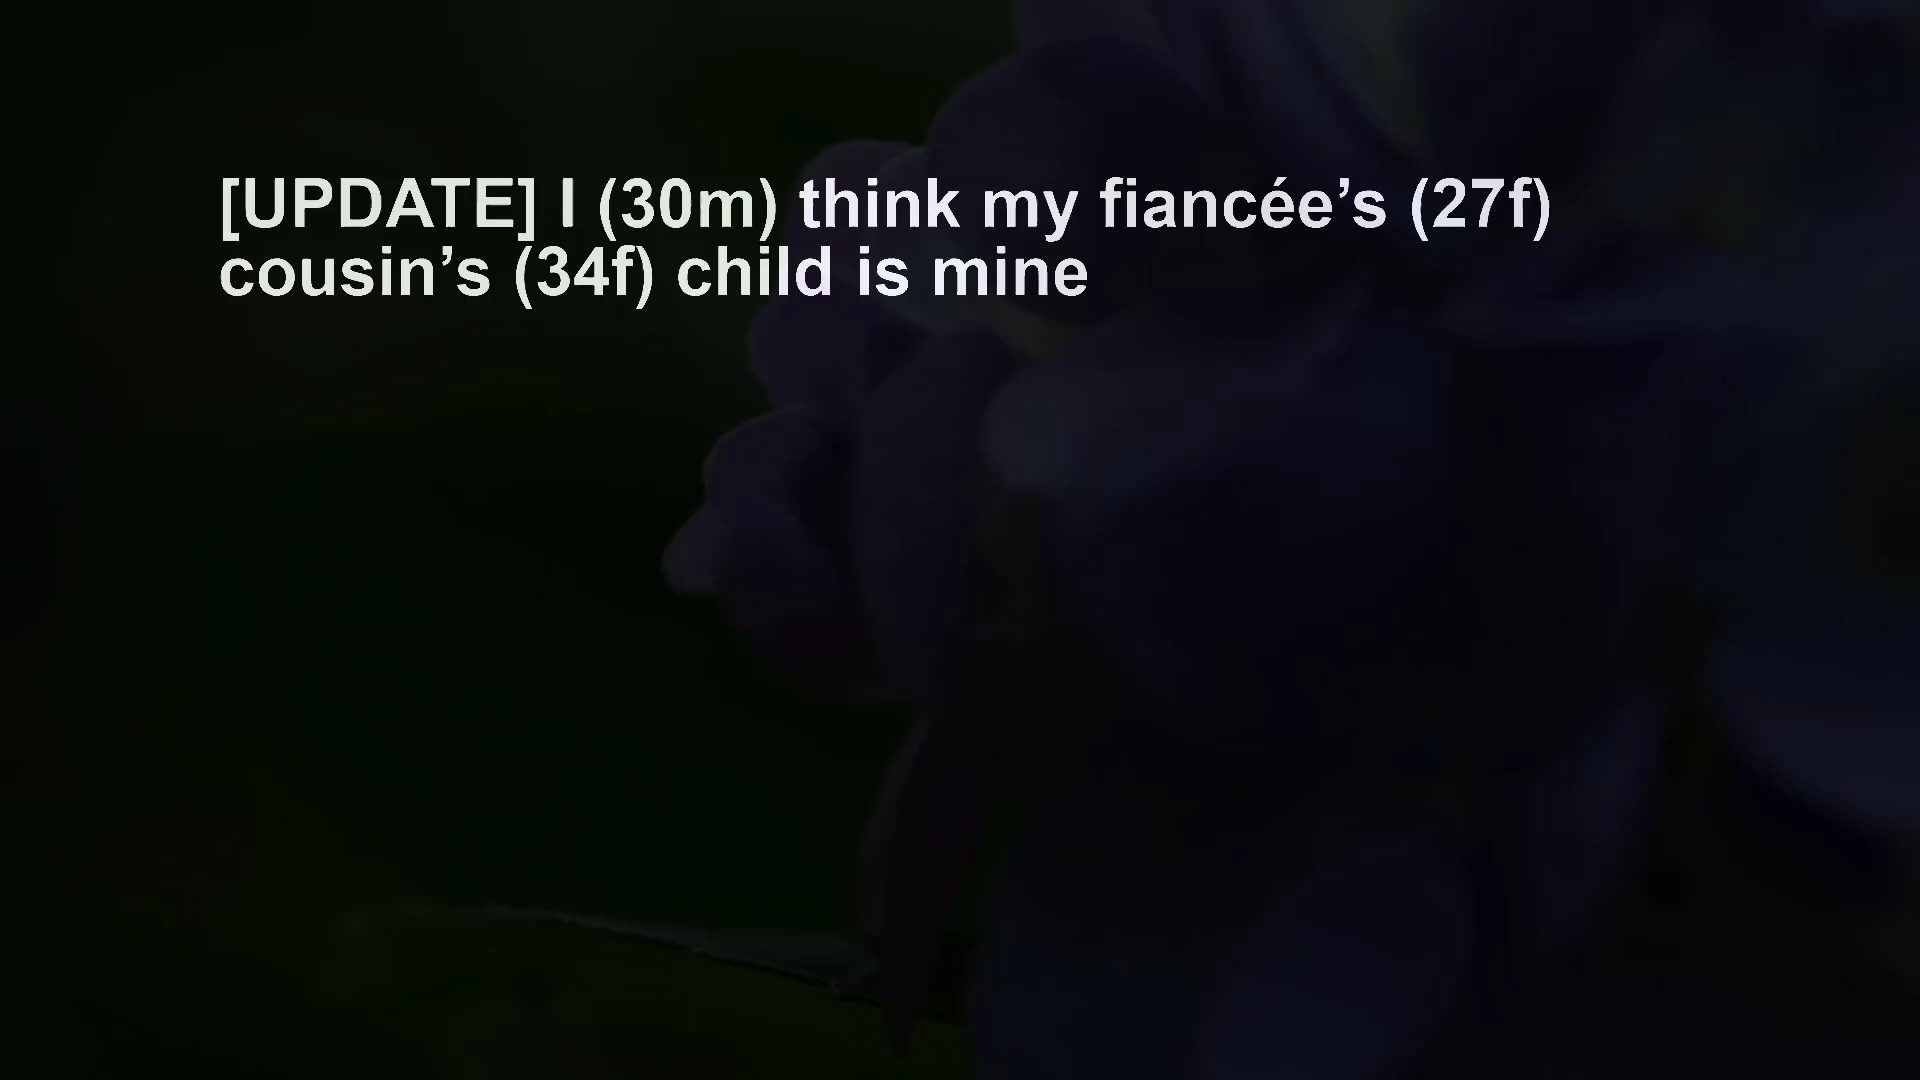 [UPDATE] I (30m) think my fiancée’s (27f)
cousin’s (34f) child is mine